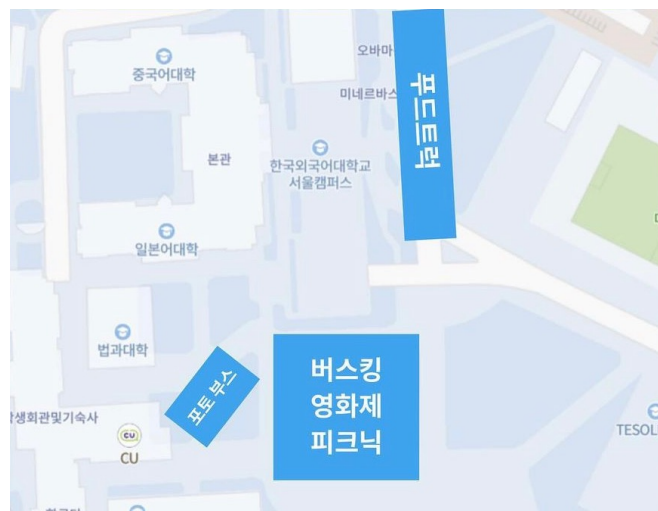 오바마
중국어대학
미네르바스
푸드트럭
본관
한국외국어대학교
서울캠퍼스
일본어대학
법과대학
포토 부스
버스킹
영화제
피크닉
생회관및기숙사
CU
CU
TESOL